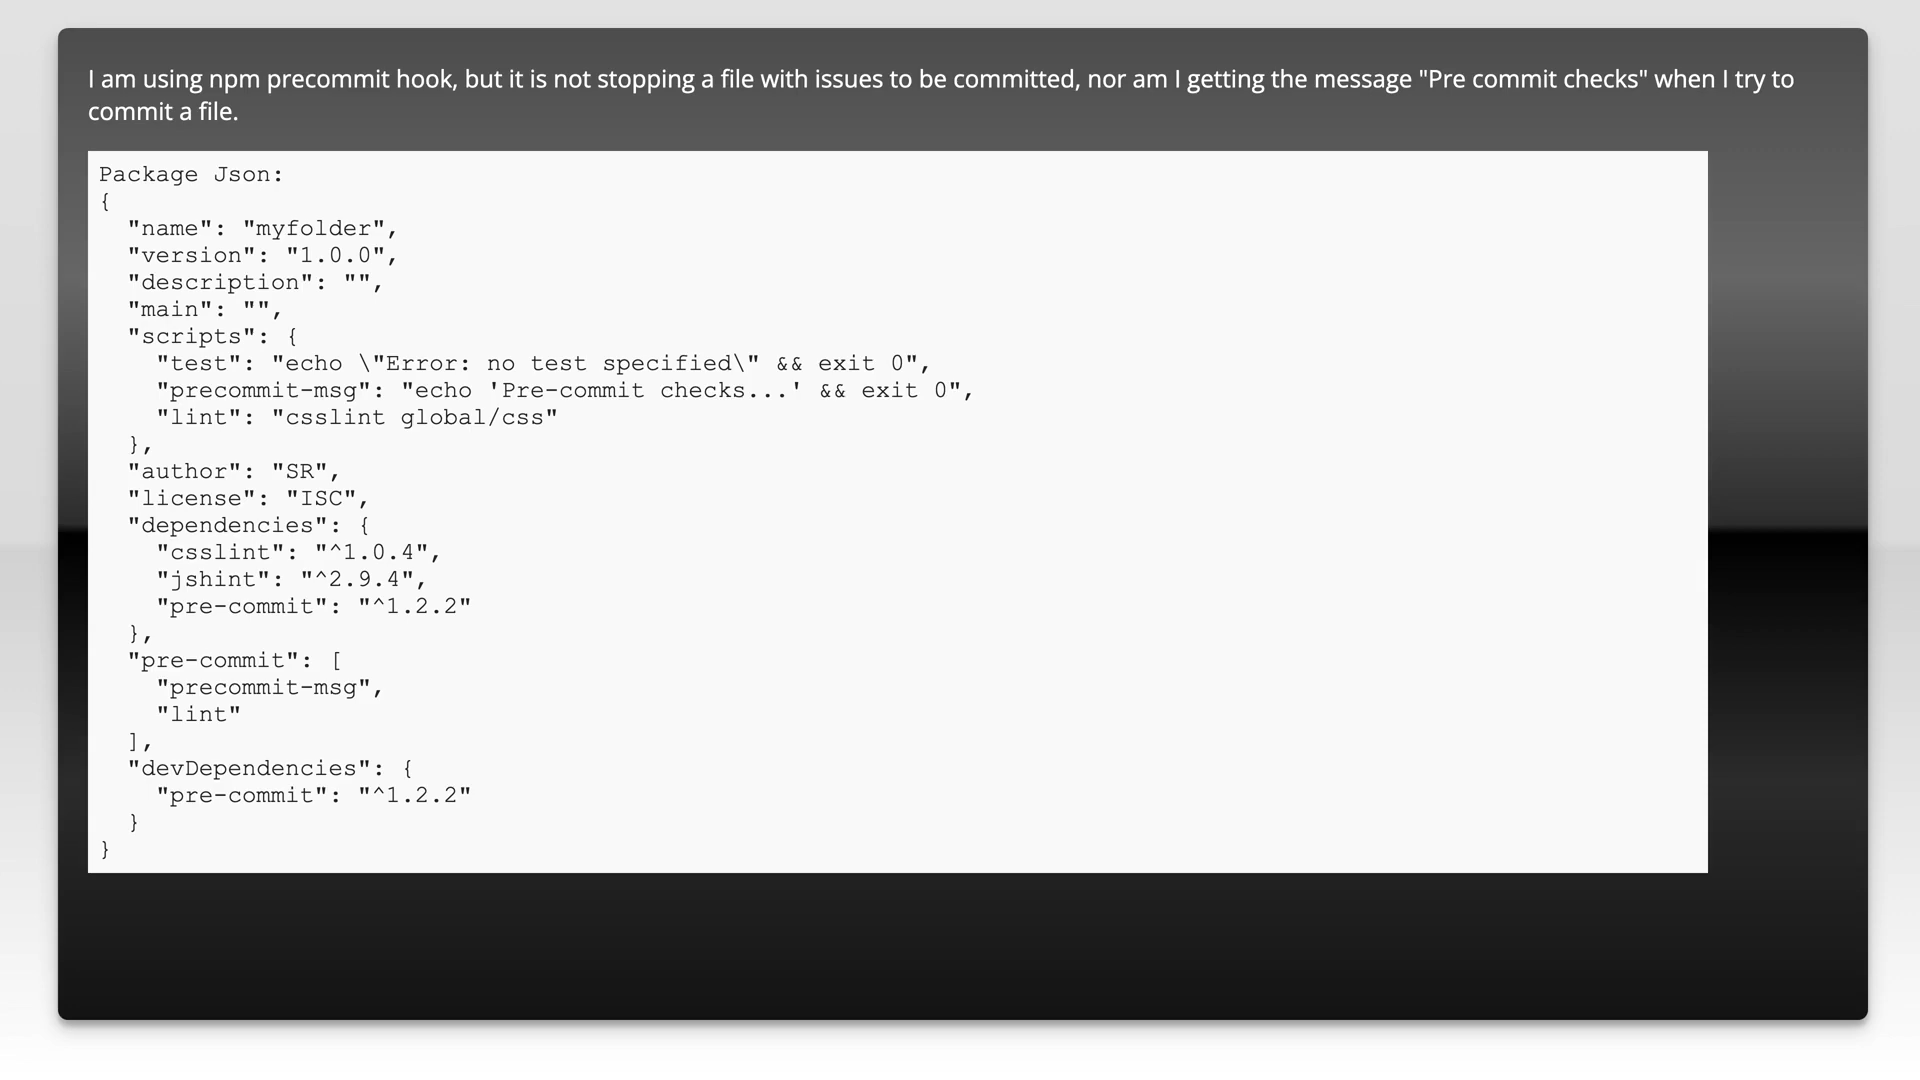 I am using npm precommit hook, but it is not stopping a file with issues to be committed, nor am I getting the message "Pre commit checks" when I try to
commit a file.
Package Json:
{
  "name": "myfolder",
  "version": "1.0.0",
  "description": "",
  "main": "",
  "scripts": {
    "test": "echo \"Error: no test specified\" && exit 0",
    "precommit-msg": "echo 'Pre-commit checks...' && exit 0",
    "lint": "csslint global/css"
  },
  "author": "SR",
  "license": "ISC",
  "dependencies": {
    "csslint": "^1.0.4",
    "jshint": "^2.9.4",
    "pre-commit": "^1.2.2"
  },
  "pre-commit": [
    "precommit-msg",
    "lint"
  ],
  "devDependencies": {
    "pre-commit": "^1.2.2"
  }
}